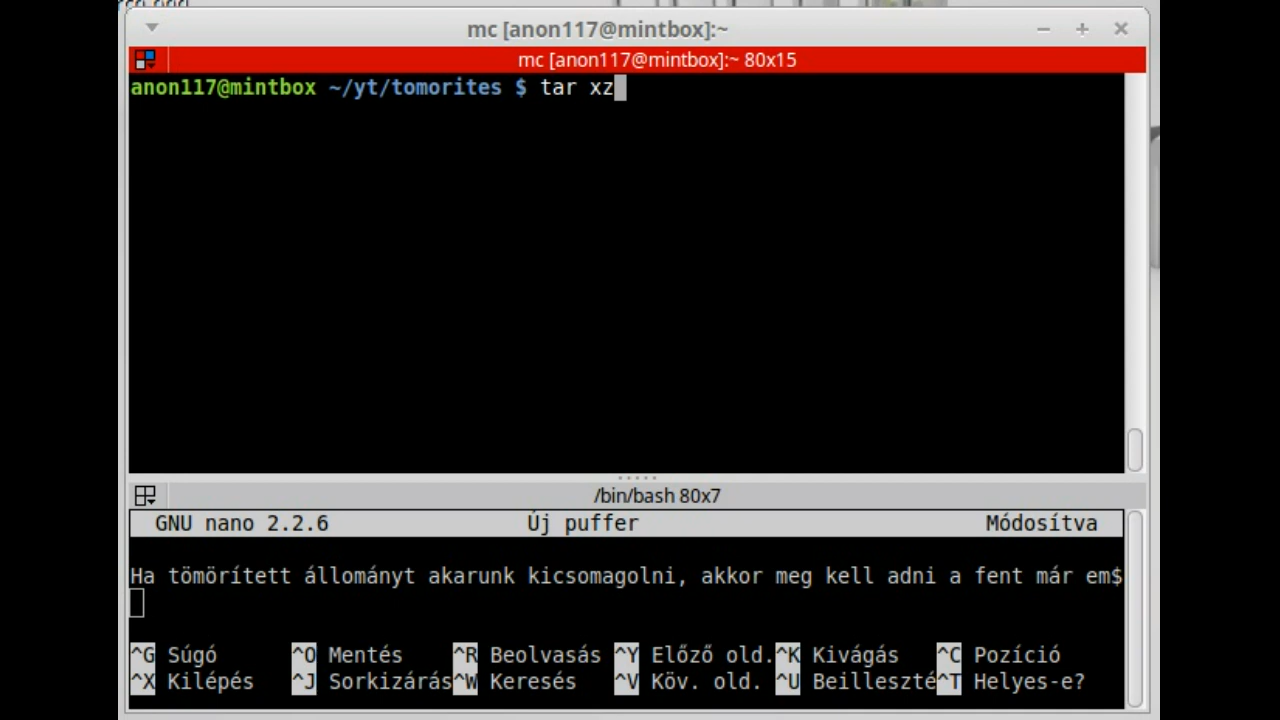 mc [anon117@mintbox]:~
mc [anon117@mintbox]:~ 80x15
anon117@mintbox ~/yt/tomorites $ tar xz
/bin/bash 80x7
GNU nano 2.2.6 Új puffer Módosítva
Ha tömörített állományt akarunk kicsomagolni, akkor meg kell adni a fent már em$
^G Súgó ^O Mentés ^R Beolvasás ^Y Előző old. ^K Kivágás ^C Pozíció
^X Kilépés ^J Sorkizárás ^W Keresés ^V Köv. old. ^U Beilleszté ^T Helyes-e?